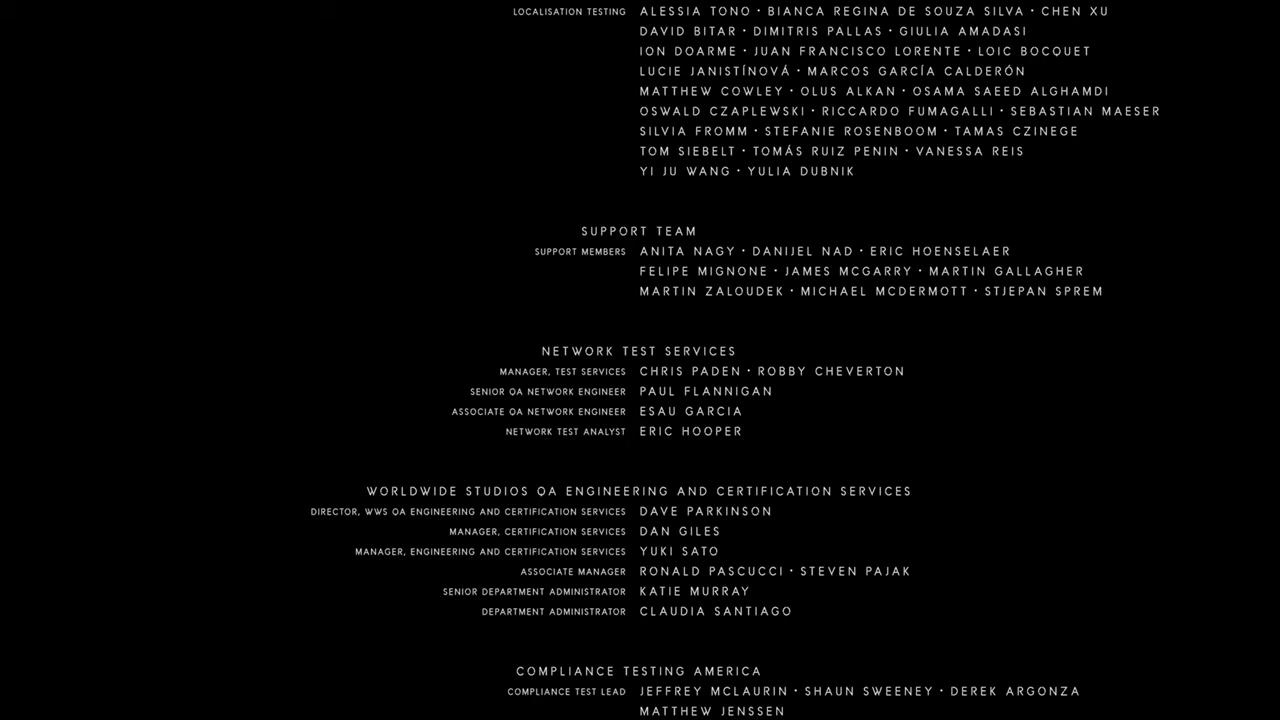 LOCALISATION TESTING ALESSIA TONO • BIANCA REGINA DE SOUZA SILVA • CHEN XU
DAVID BITAR • DIMITRIS PALLAS • GIULIA AMADASI
ION DOARME • JUAN FRANCISCO LORENTE • LOIC BOCQUET
LUCIE JANISTÍNOVÁ • MARCOS GARCÍA CALDERÓN
MATTHEW COWLEY • OLUS ALKAN • OSAMA SAEED ALGHAMDI
OSWALD CZAPLEWSKI • RICCARDO FUMAGALLI • SEBASTIAN MAESER
SILVIA FROMM • STEFANIE ROSENBOOM • TAMAS CZINEGE
TOM SIEBELT • TOMÁS RUIZ PENIN • VANESSA REIS
YI JU WANG • YULIA DUBNIK
SUPPORT TEAM
SUPPORT MEMBERS ANITA NAGY • DANIJEL NAD • ERIC HOENSELAER
FELIPE MIGNONE • JAMES MCGARRY • MARTIN GALLAGHER
MARTIN ZALOUDEK • MICHAEL MCDERMOTT • STJEPAN SPREM
NETWORK TEST SERVICES
MANAGER, TEST SERVICES CHRIS PADEN • ROBBY CHEVERTON
SENIOR QA NETWORK ENGINEER PAUL FLANNIGAN
ASSOCIATE QA NETWORK ENGINEER ESAU GARCIA
NETWORK TEST ANALYST ERIC HOOPER
WORLDWIDE STUDIOS QA ENGINEERING AND CERTIFICATION SERVICES
DIRECTOR, WWS QA ENGINEERING AND CERTIFICATION SERVICES DAVE PARKINSON
MANAGER, CERTIFICATION SERVICES DAN GILES
MANAGER, ENGINEERING AND CERTIFICATION SERVICES YUKI SATO
ASSOCIATE MANAGER RONALD PASCUCCI • STEVEN PAJAK
SENIOR DEPARTMENT ADMINISTRATOR KATIE MURRAY
DEPARTMENT ADMINISTRATOR CLAUDIA SANTIAGO
COMPLIANCE TESTING AMERICA
COMPLIANCE TEST LEAD JEFFREY MCLAURIN • SHAUN SWEENEY • DEREK ARGONZA
MATTHEW JENSSEN